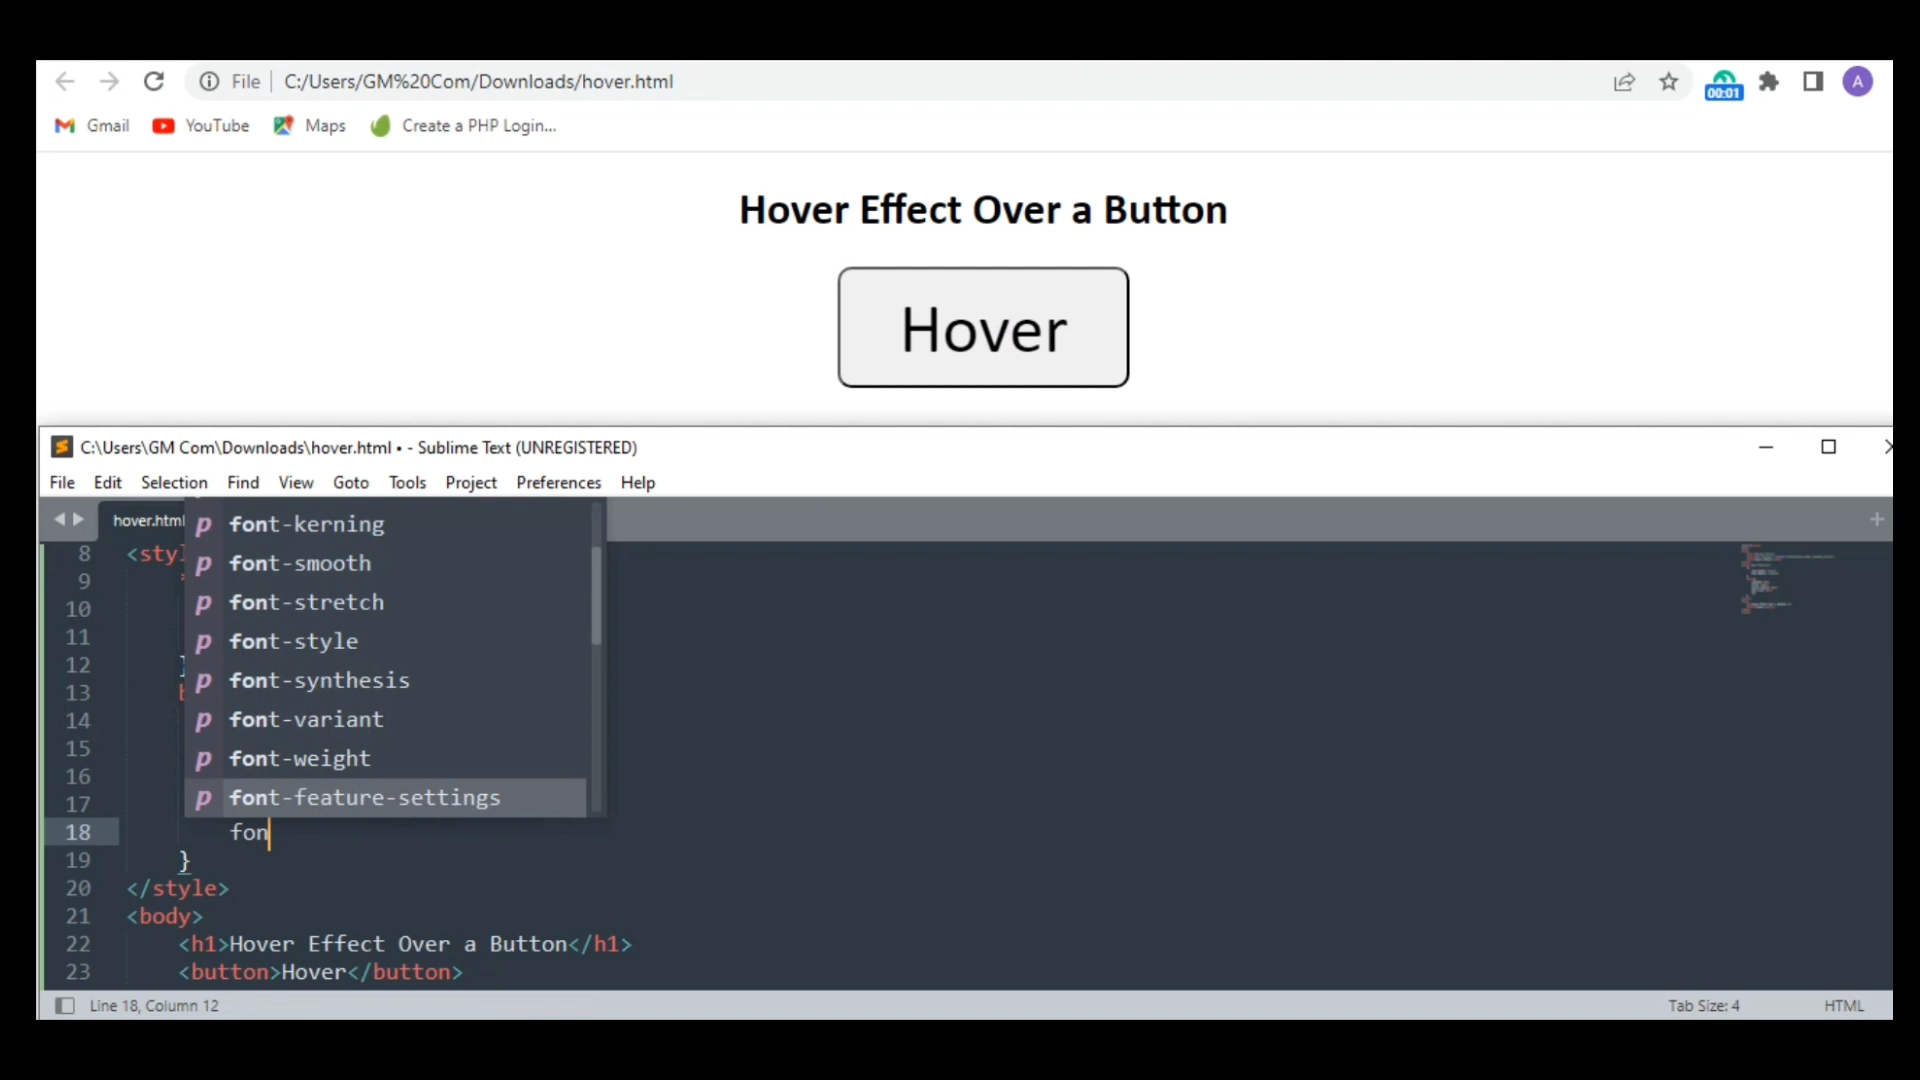 File C:/Users/GM%20Com/Downloads/hover.html
00:01
A
Gmail YouTube Maps Create a PHP Login...
Hover Effect Over a Button
Hover
C:\Users\GM Com\Downloads\hover.html • - Sublime Text (UNREGISTERED)
File Edit Selection Find View Goto Tools Project Preferences Help
hover.html
p font-kerning
8 <styl
p font-smooth
9
p font-stretch
10
11
p font-style
12 }
p font-synthesis
13 b
14
p font-variant
15
p font-weight
16
17
p font-feature-settings
18 fon
19 }
20 </style>
21 <body>
22 <h1>Hover Effect Over a Button</h1>
23 <button>Hover</button>
Line 18, Column 12 Tab Size: 4 HTML